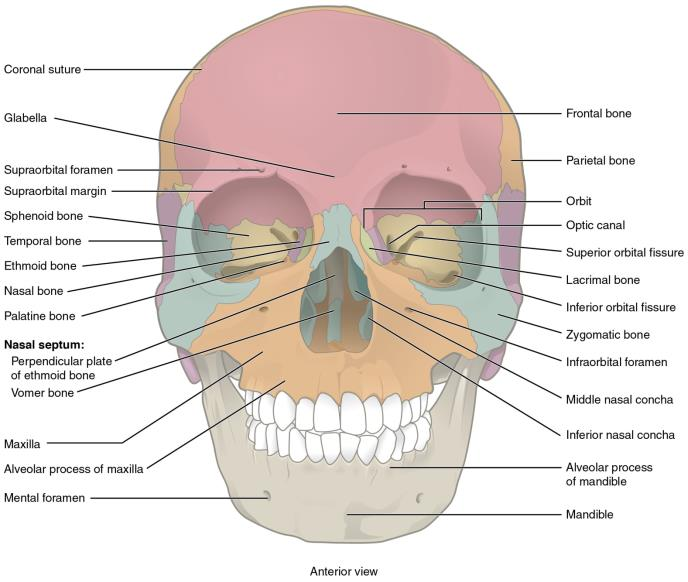 Coronal suture
Glabella
Supraorbital foramen
Supraorbital margin
Sphenoid bone
Temporal bone
Ethmoid bone
Nasal bone
Palatine bone
Nasal septum:
Perpendicular plate
of ethmoid bone
Vomer bone
Maxilla
Alveolar process of maxilla
Mental foramen
Frontal bone
Parietal bone
Orbit
Optic canal
Superior orbital fissure
Lacrimal bone
Inferior orbital fissure
Zygomatic bone
Infraorbital foramen
Middle nasal concha
Inferior nasal concha
Alveolar process
of mandible
Mandible
Anterior view